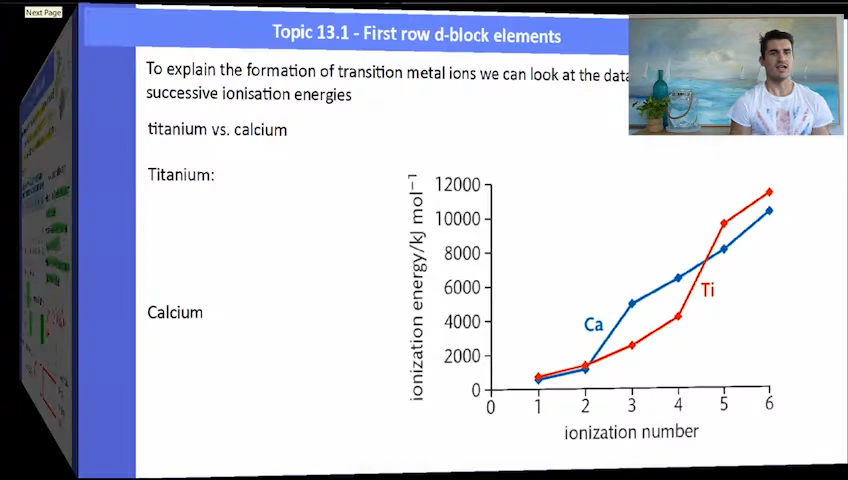 Next Page
Topic 13.1 - First row d-block elements
To explain the formation of transition metal ions we can look at the data
successive ionisation energies
titanium vs. calcium
Titanium:
Calcium
ionization energy/kJ mol⁻¹
12000
10000
8000
6000
4000
2000
0
Ca
Ti
0 1 2 3 4 5 6
ionization number